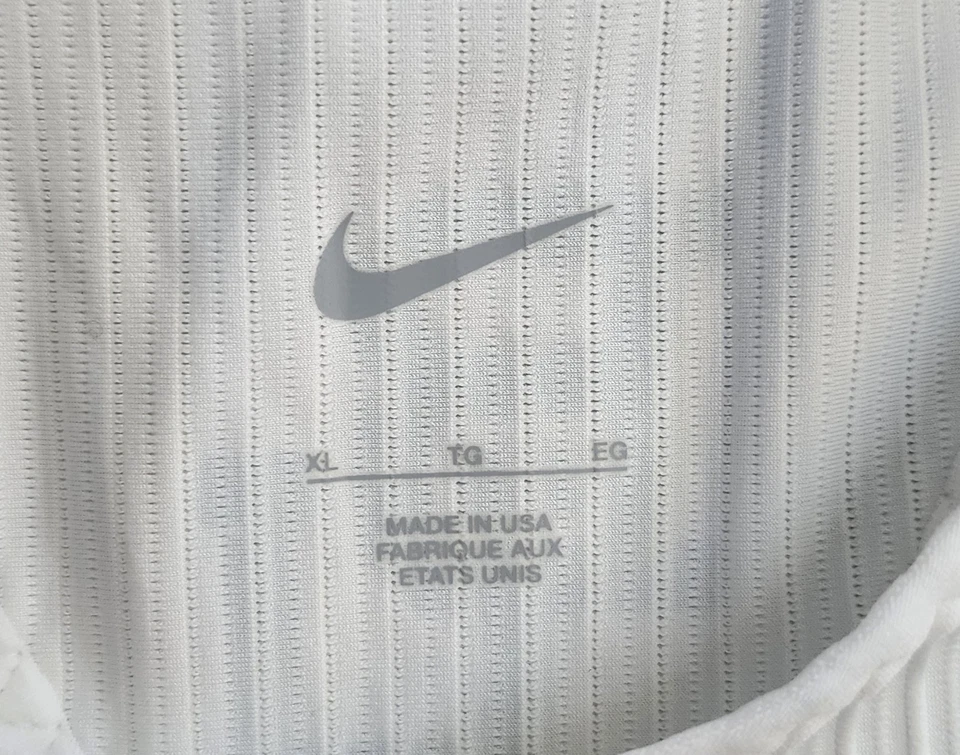 XL TG EG
MADE IN USA
FABRIQUE AUX
ETATS UNIS